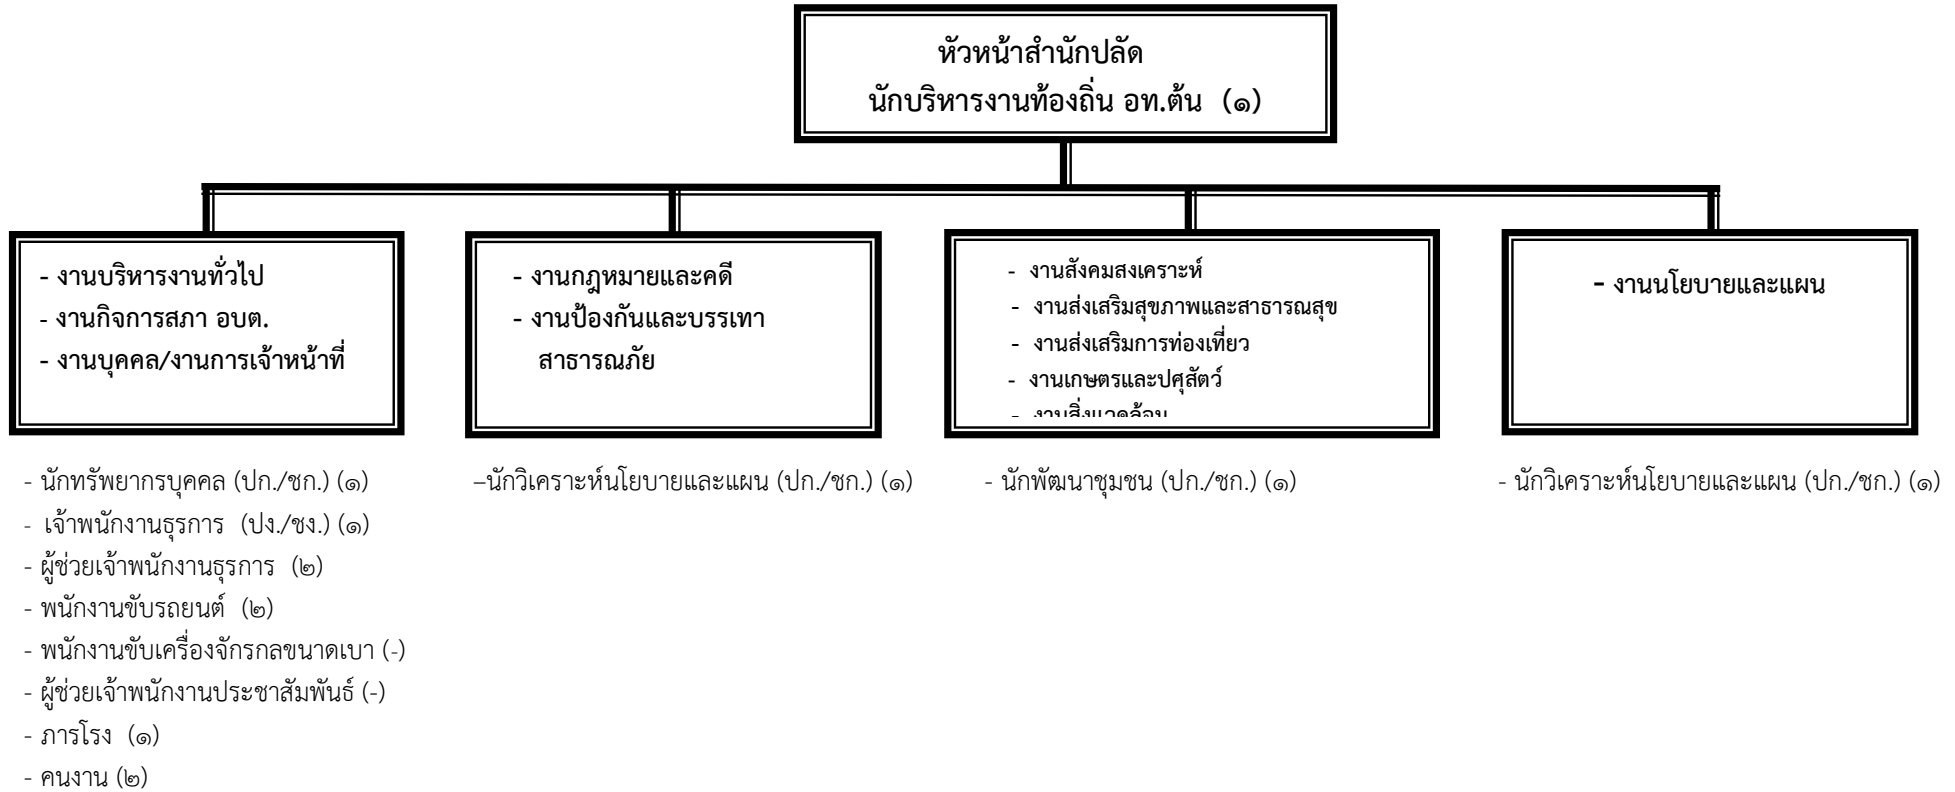 หัวหน้าสำนักปลัด
นักบริหารงานท้องถิ่น อท.ต้น (๑)
- งานบริหารงานทั่วไป
- งานกิจการสภา อบต.
- งานบุคคล/งานการเจ้าหน้าที่
- งานกฎหมายและคดี
- งานป้องกันและบรรเทา
สาธารณภัย
- งานสังคมสงเคราะห์
- งานส่งเสริมสุขภาพและสาธารณสุข
- งานส่งเสริมการท่องเที่ยว
- งานเกษตรและปศุสัตว์
- งานสิ่งแวดล้อม
- งานนโยบายและแผน
- นักทรัพยากรบุคคล (ปก./ชก.) (๑)
- เจ้าพนักงานธุรการ (ปง./ชง.) (๑)
- ผู้ช่วยเจ้าพนักงานธุรการ (๒)
- พนักงานขับรถยนต์ (๒)
- พนักงานขับเครื่องจักรกลขนาดเบา (-)
- ผู้ช่วยเจ้าพนักงานประชาสัมพันธ์ (-)
- ภารโรง (๑)
- คนงาน (๒)
–นักวิเคราะห์นโยบายและแผน (ปก./ชก.) (๑)
- นักพัฒนาชุมชน (ปก./ชก.) (๑)
- นักวิเคราะห์นโยบายและแผน (ปก./ชก.) (๑)